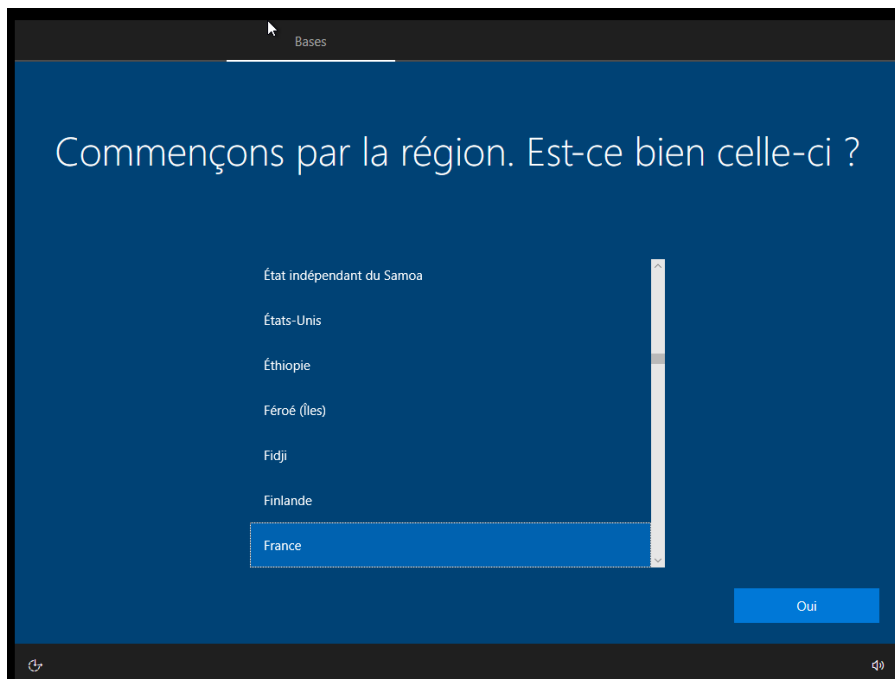 Bases
Commençons par la région. Est-ce bien celle-ci ?
État indépendant du Samoa
États-Unis
Éthiopie
Féroé (Îles)
Fidji
Finlande
France
Oui